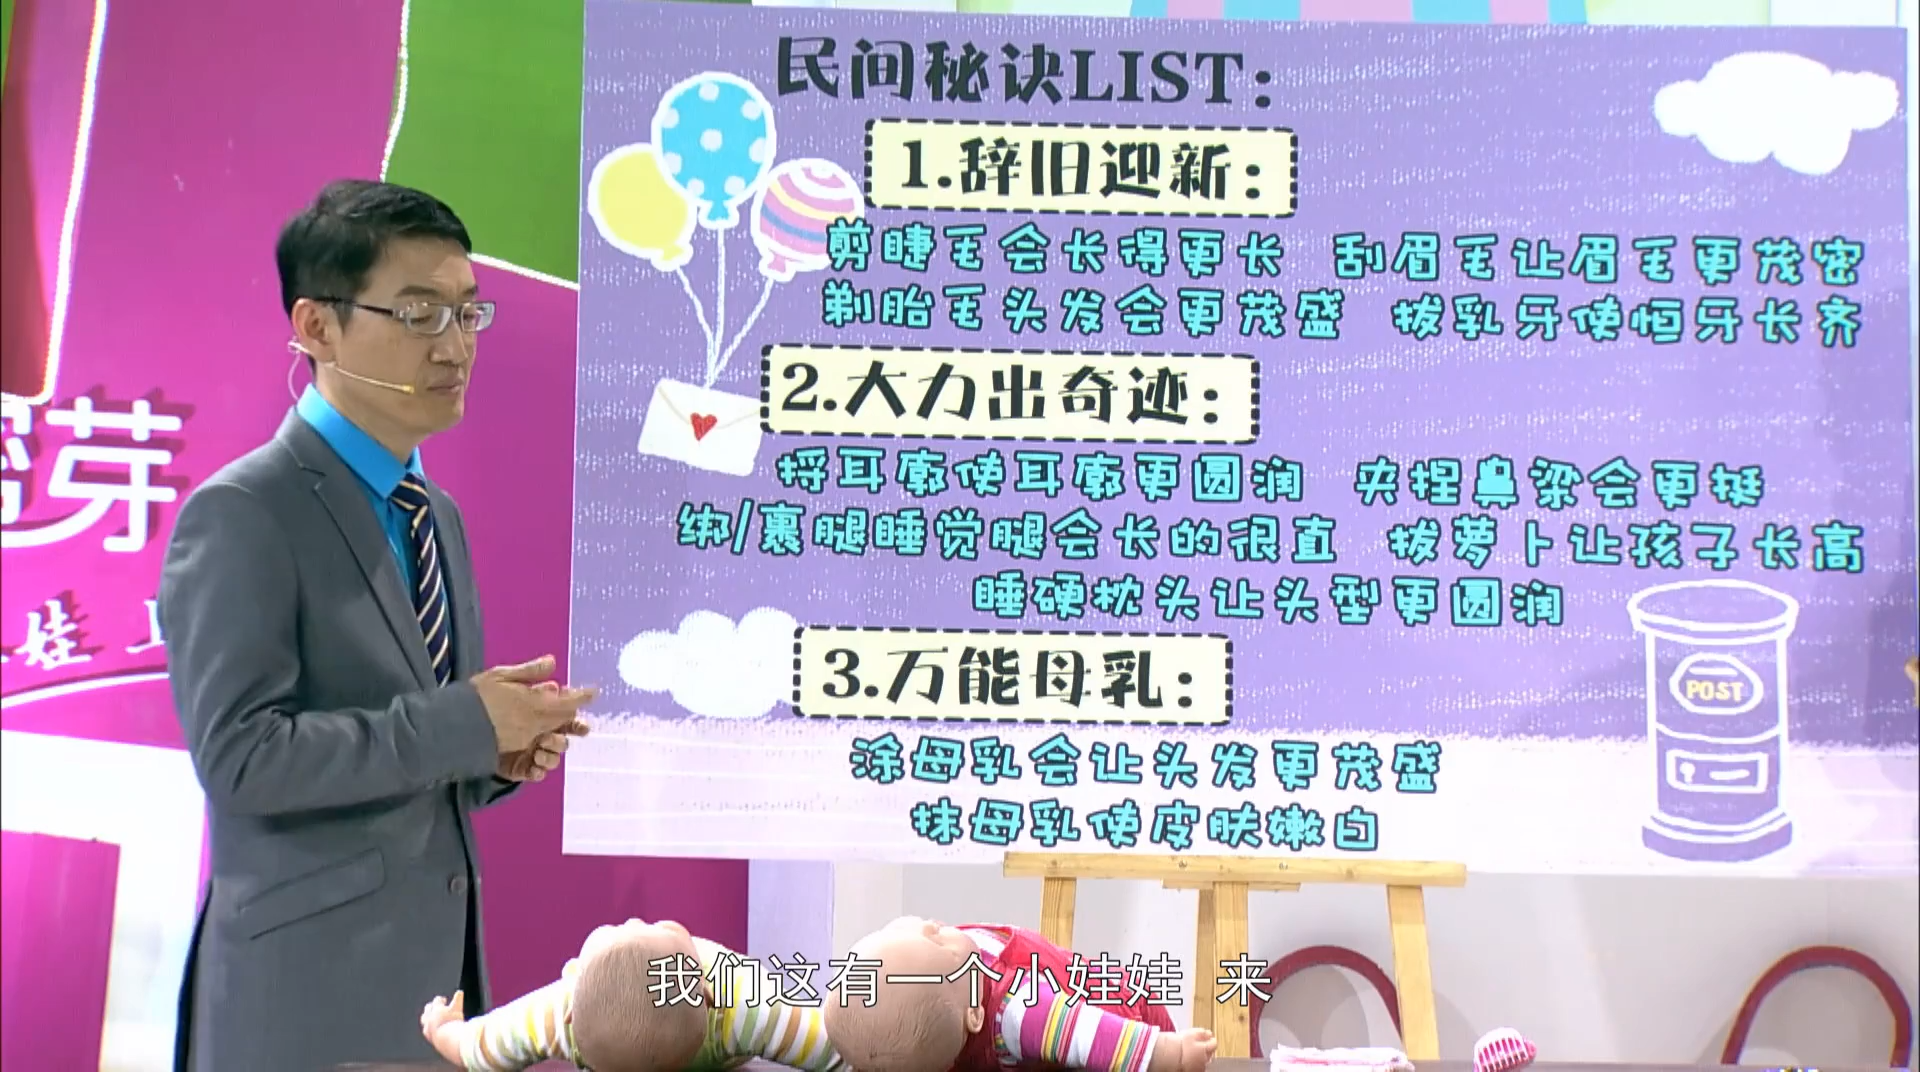 民间秘诀LIST：
1.辞旧迎新：
剪睫毛会长得更长 刮眉毛让眉毛更茂密
剃胎毛头发会更茂盛 拔乳牙使恒牙长齐
2.大力出奇迹：
捋耳廓使耳廓更圆润 夹捏鼻梁会更挺
绑/裹腿睡觉腿会长的很直 拔萝卜让孩子长高
睡硬枕头让头型更圆润
3.万能母乳：
涂母乳会让头发更茂盛
抹母乳使皮肤嫩白
POST
芽
娃 上
我们这有一个小娃娃 来